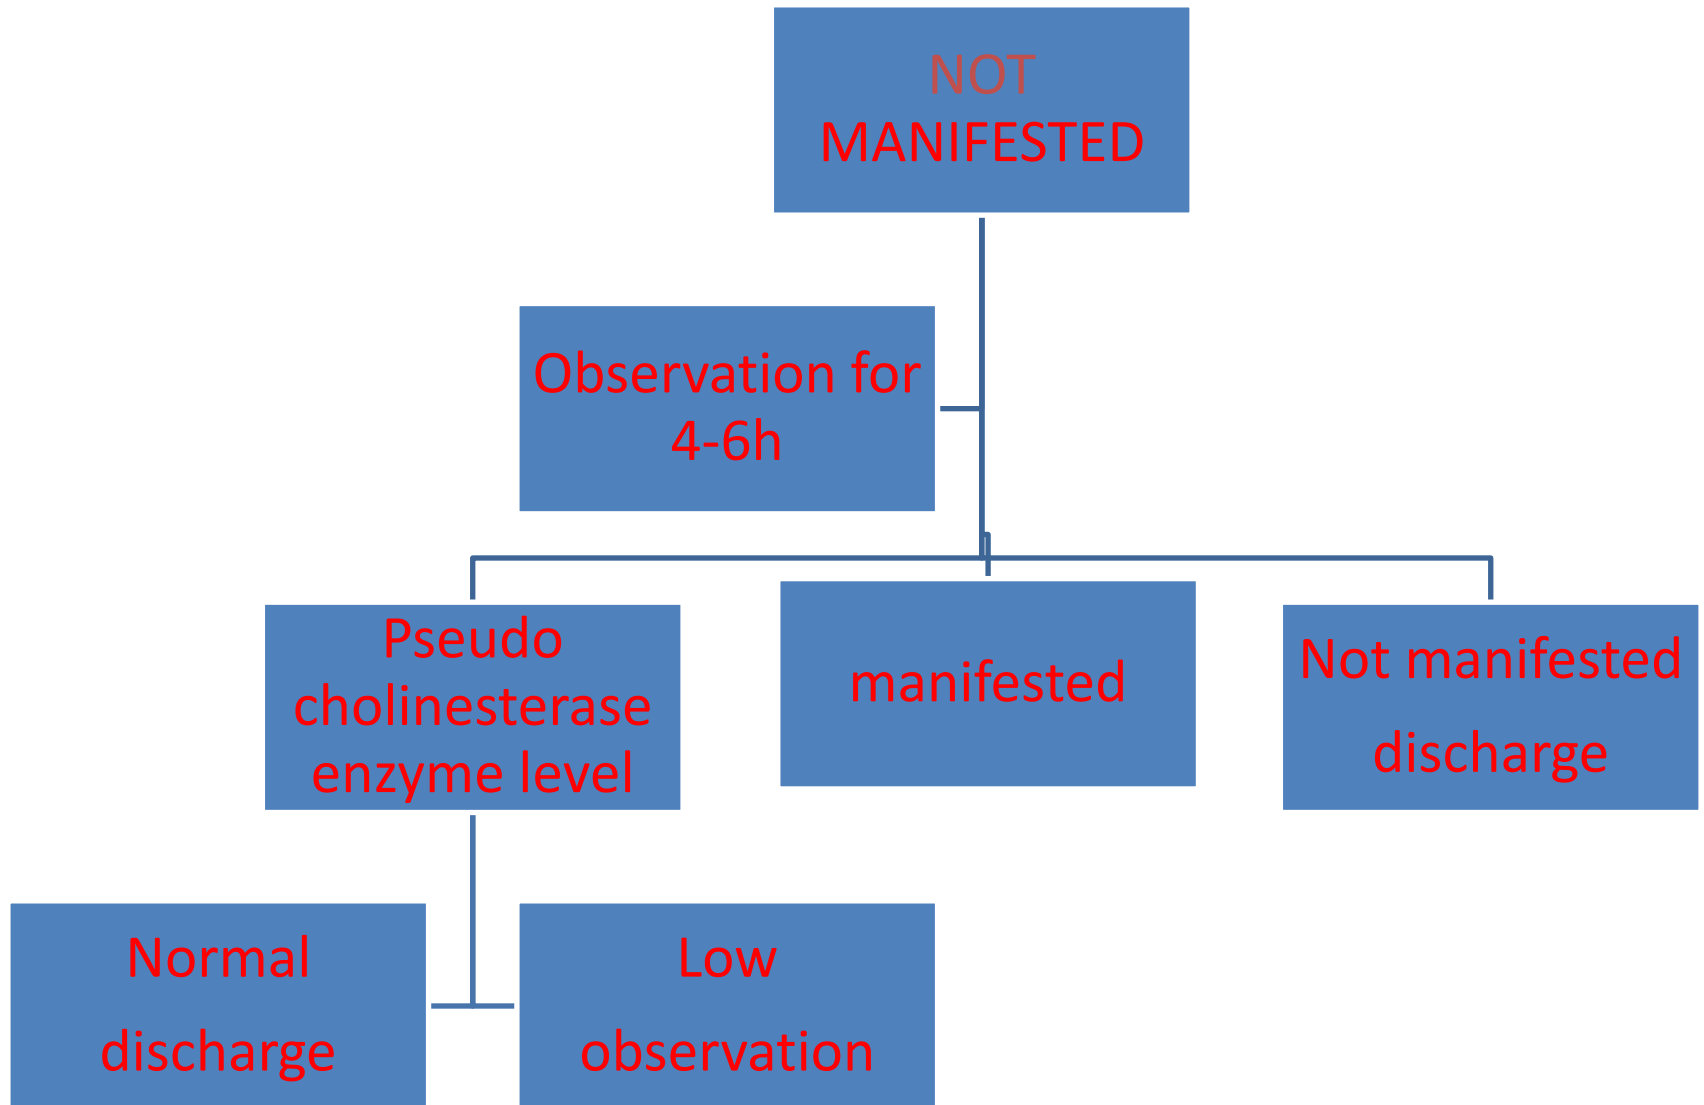 NOT
MANIFESTED
Observation for
4-6h
Pseudo
cholinesterase
enzyme level
manifested
Not manifested
discharge
Normal
discharge
Low
observation